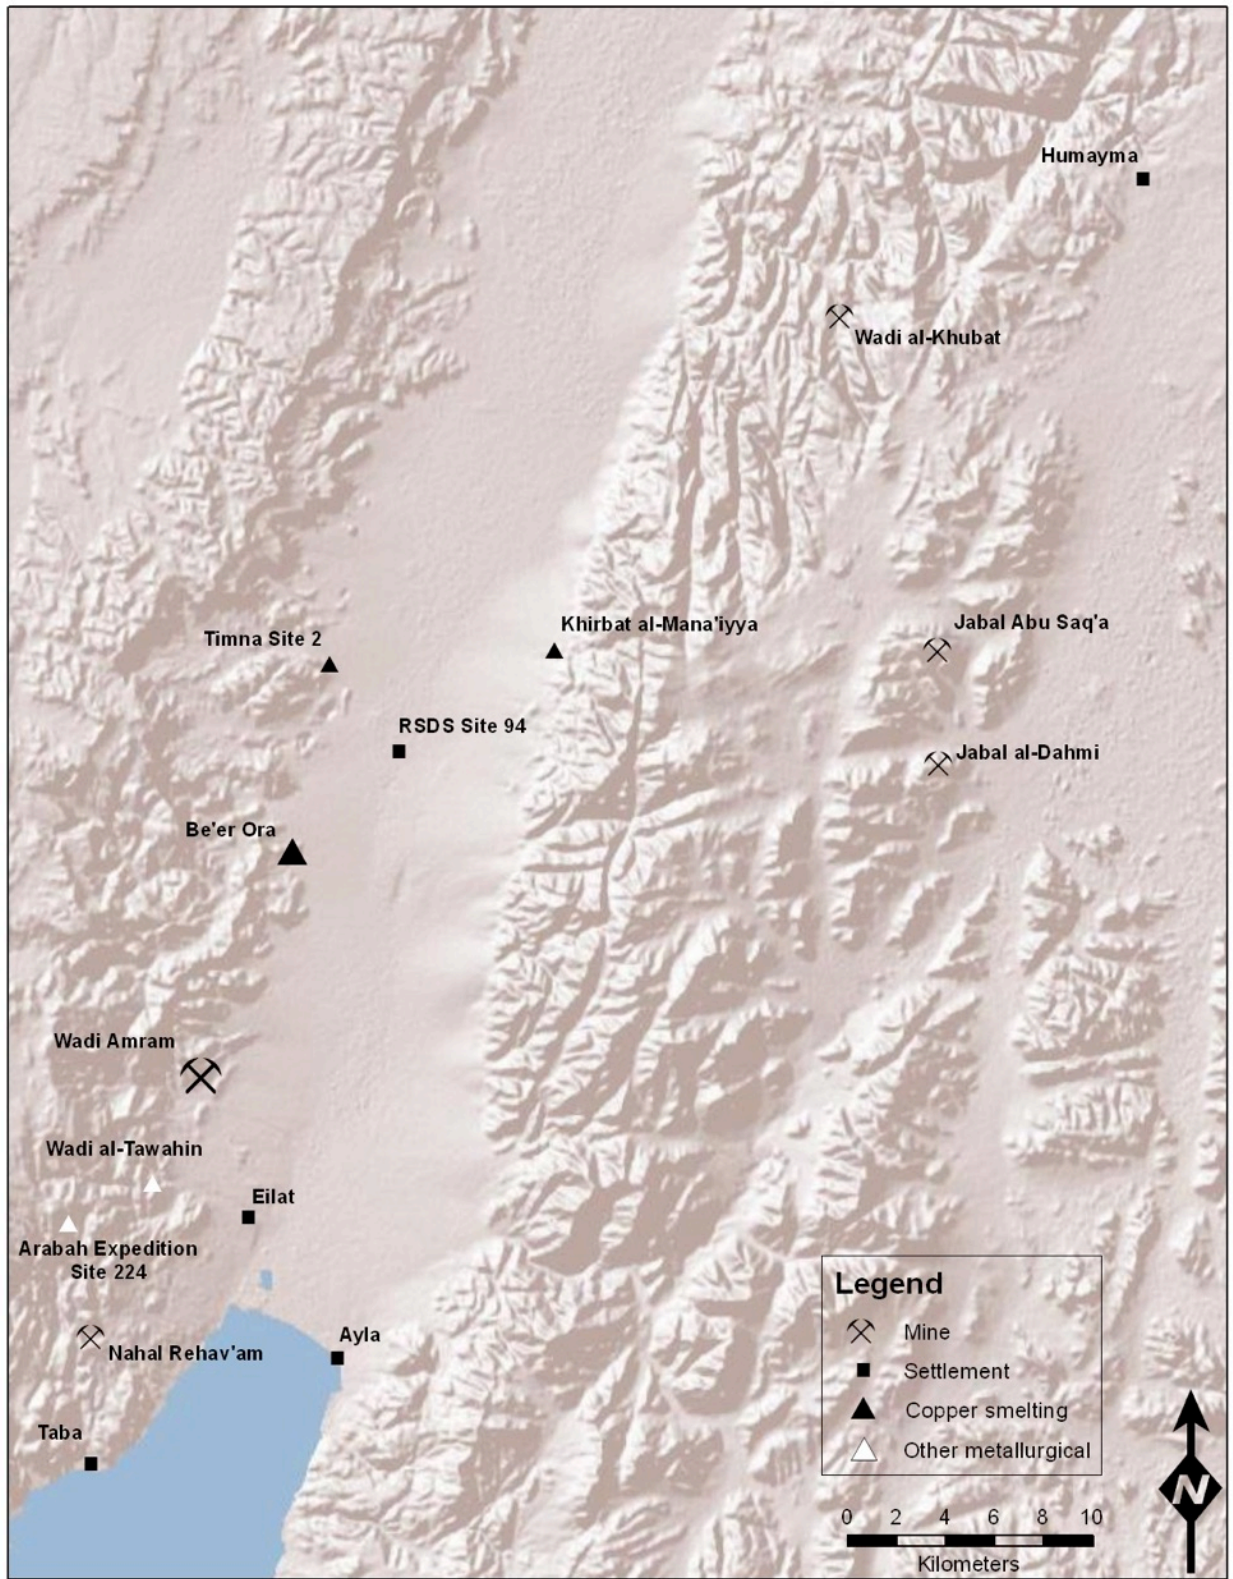 Humayma
Wadi al-Khubat
Khirbat al-Mana'iyya
Jabal Abu Saq'a
Timna Site 2
RSDS Site 94
Jabal al-Dahmi
Be'er Ora
Wadi Amram
Wadi al-Tawahin
Eilat
Arabah Expedition
Site 224
Ayla
Nahal Rehav'am
Taba
Legend
Mine
Settlement
Copper smelting
Other metallurgical
N
0 2 4 6 8 10
Kilometers